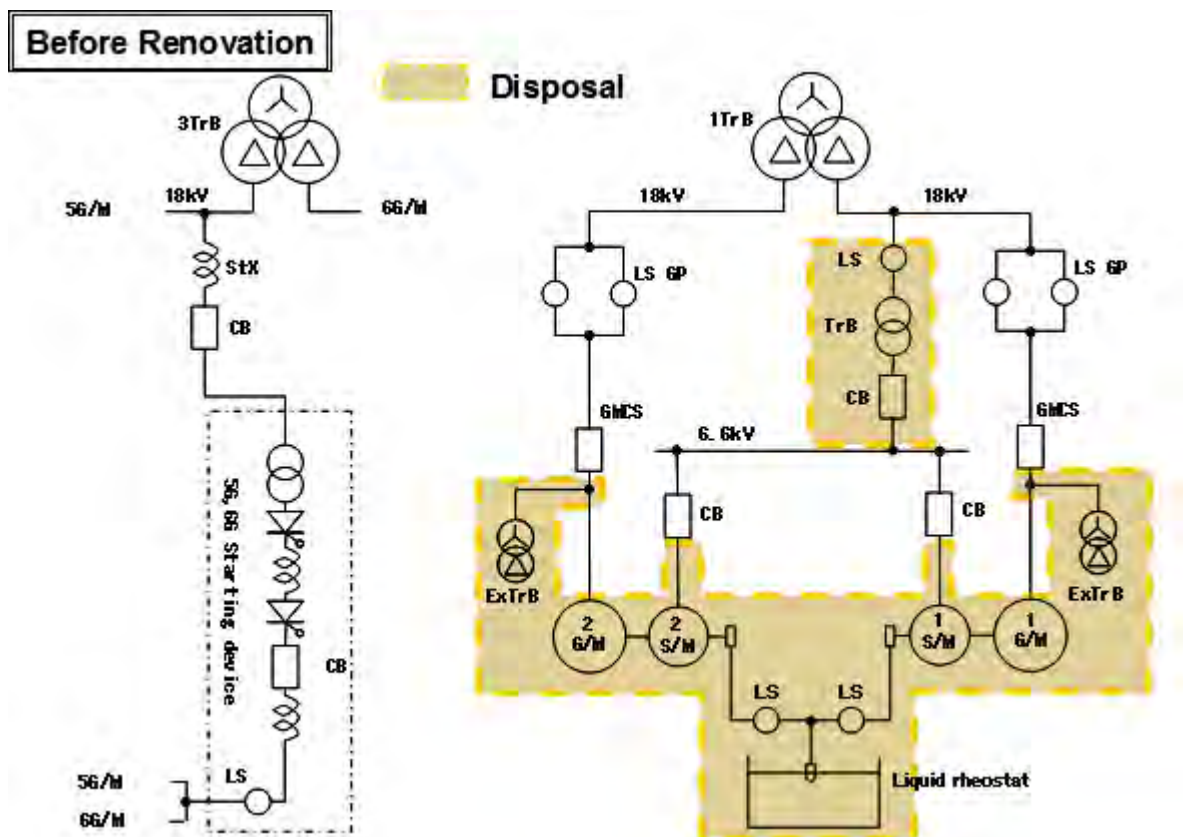 Before Renovation
Disposal
3TrB
1TrB
18kV
5G/M
6G/M
18kV
18kV
StX
LS
LS GP
LS GP
CB
TrB
CB
GMCS
GMCS
6.6kV
5G,6G Starting device
CB
CB
ExTrB
ExTrB
2
G/M
2
S/M
1
S/M
1
G/M
CB
LS
LS
LS
5G/M
6G/M
Liquid rheostat